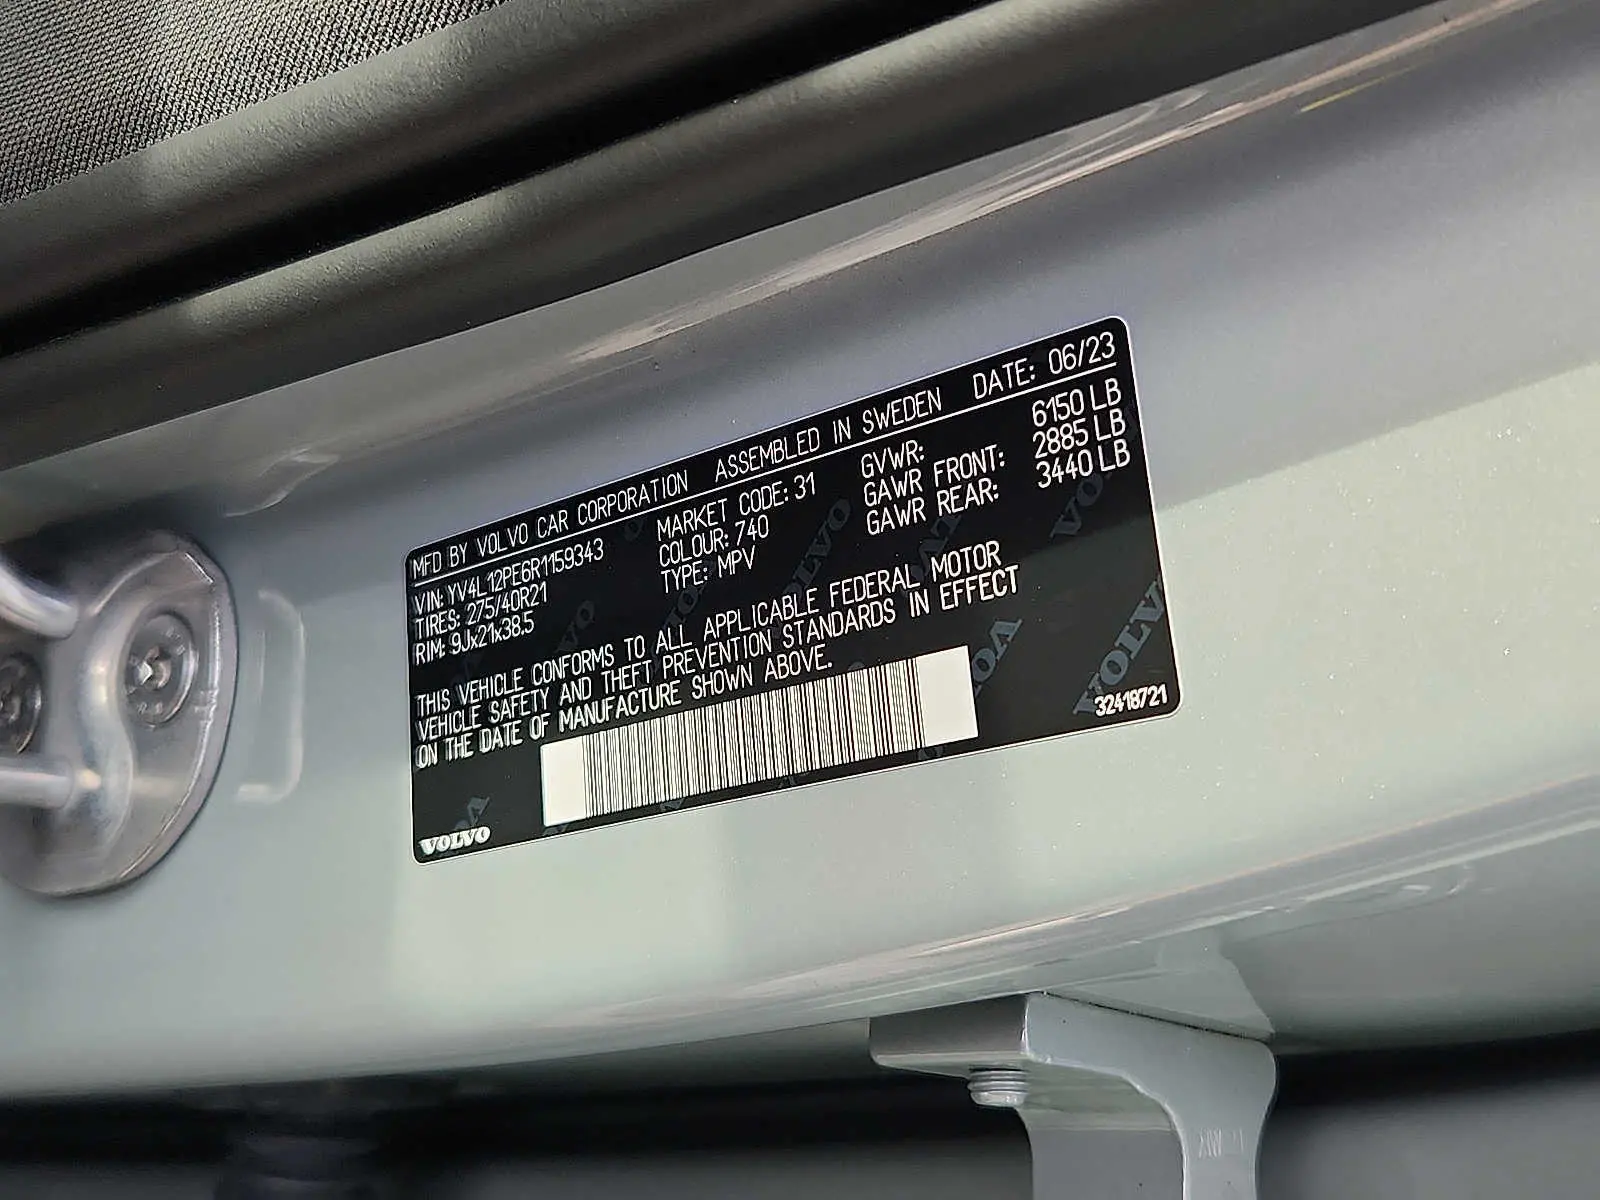 MFD BY VOLVO CAR CORPORATION ASSEMBLED IN SWEDEN DATE: 06/23
VIN: YV4L12PE6R1159343
TIRES: 275/40R21
RIM: 9Jx21x38.5
MARKET CODE: 31
COLOUR: 740
TYPE: MPV
GVWR: 6150 LB
GAWR FRONT: 2885 LB
GAWR REAR: 3440 LB
THIS VEHICLE CONFORMS TO ALL APPLICABLE FEDERAL MOTOR
VEHICLE SAFETY AND THEFT PREVENTION STANDARDS IN EFFECT
ON THE DATE OF MANUFACTURE SHOWN ABOVE.
32418721
VOLVO